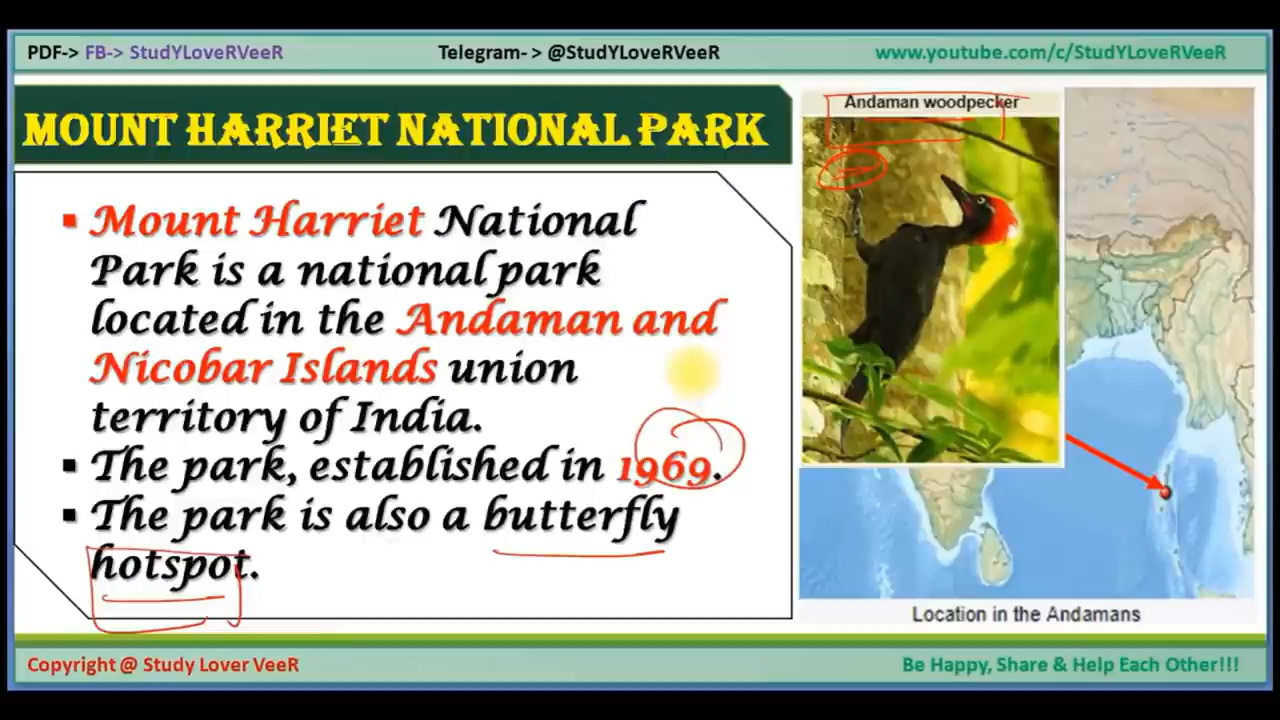 PDF-> FB-> StudYLoveRVeeR
Telegram- > @StudYLoveRVeeR
www.youtube.com/c/StudYLoveRVeeR
MOUNT HARRIET NATIONAL PARK
Andaman woodpecker
▪ Mount Harriet National
Park is a national park
located in the Andaman and
Nicobar Islands union
territory of India.
▪ The park, established in 1969.
▪ The park is also a butterfly
hotspot.
Location in the Andamans
Copyright @ Study Lover VeeR
Be Happy, Share & Help Each Other!!!